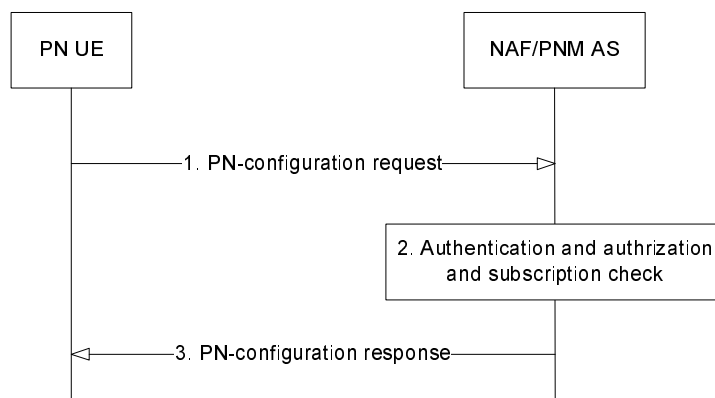 PN UE
NAF/PNM AS
1. PN-configuration request
2. Authentication and authrization
and subscription check
3. PN-configuration response